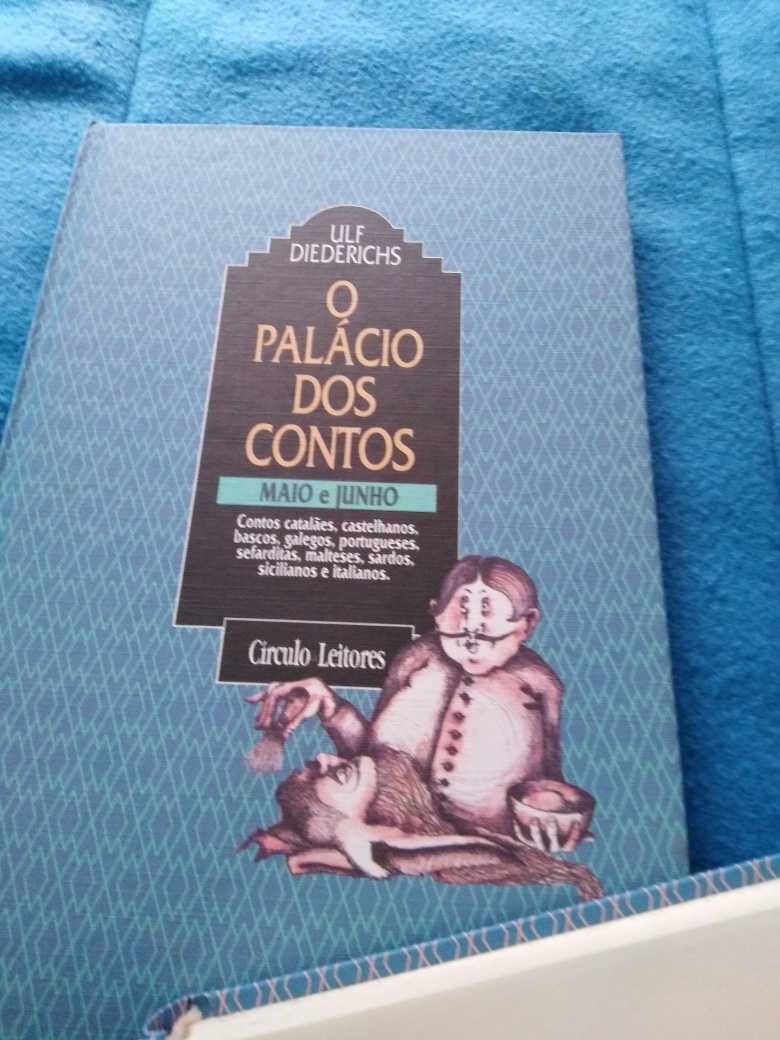 ULF
DIEDERICHS
O
PALÁCIO
DOS
CONTOS
MAIO e JUNHO
Contos catalães, castelhanos,
bascos, galegos, portugueses,
sefarditas, malteses, sardos,
sicilianos e italianos.
Círculo Leitores